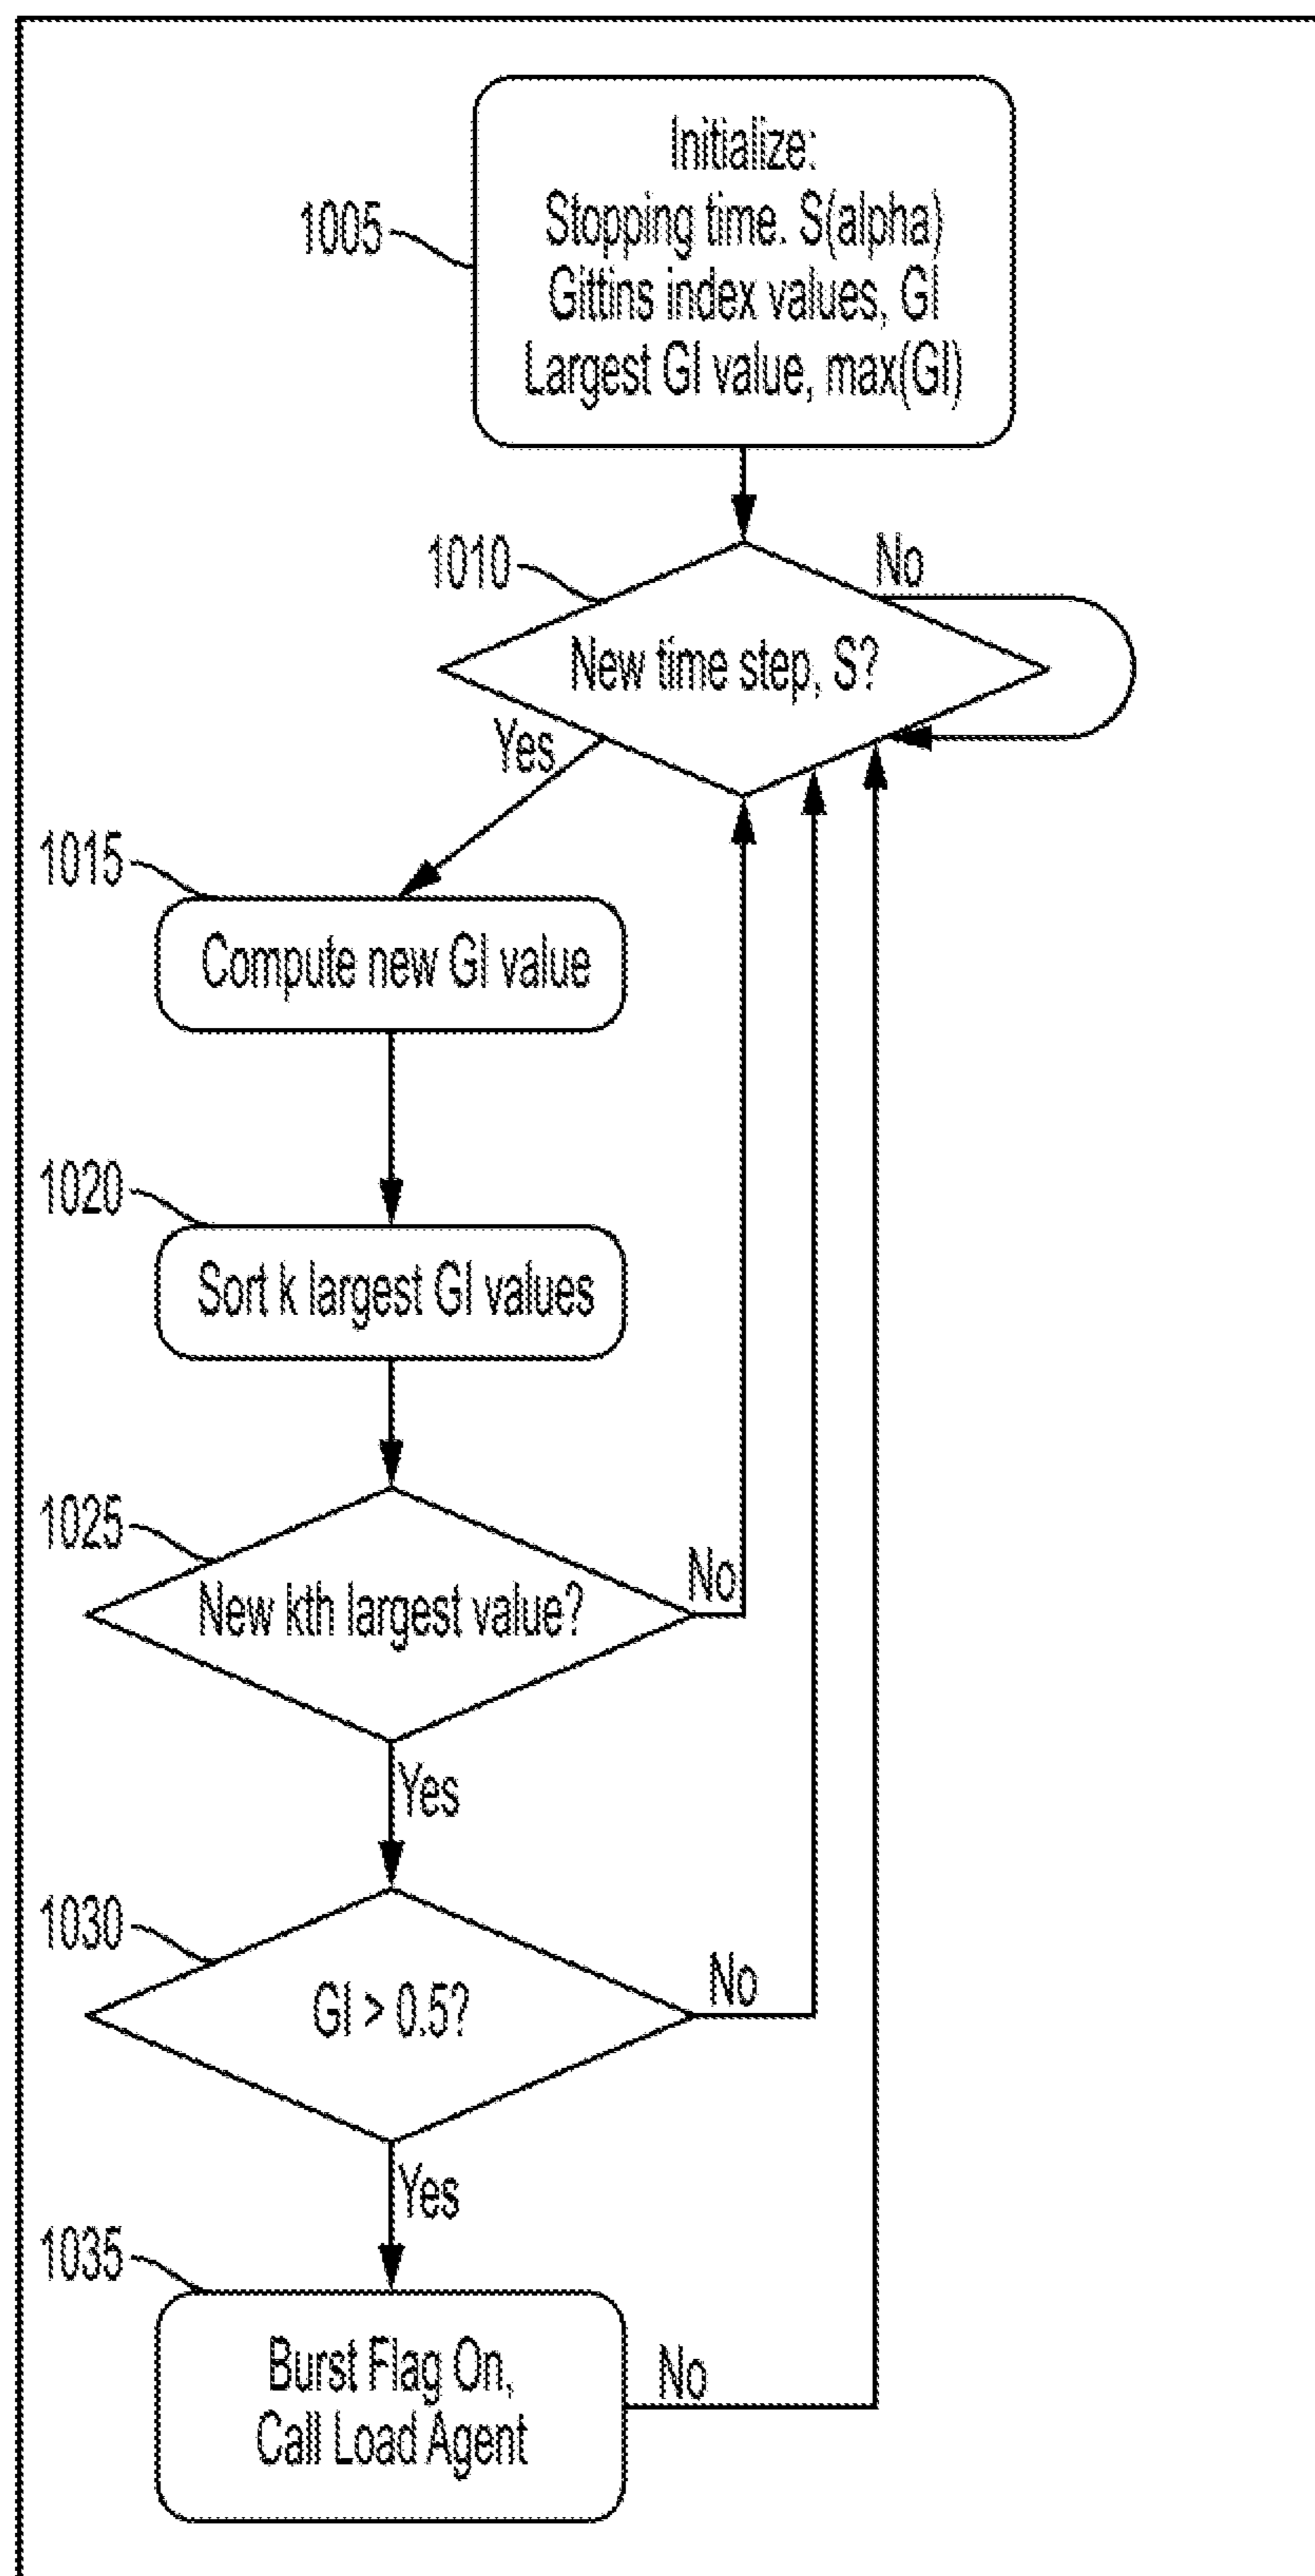 Initialize:
1005
Stopping time. S(alpha)
Gittins index values, GI
Largest GI value, max(GI)
1010
No
New time step, S?
Yes
1015
Compute new GI value
1020
Sort k largest GI values
1025
New kth largest value?
No
Yes
1030
GI > 0.5?
No
Yes
1035
Burst Flag On,
No
Call Load Agent